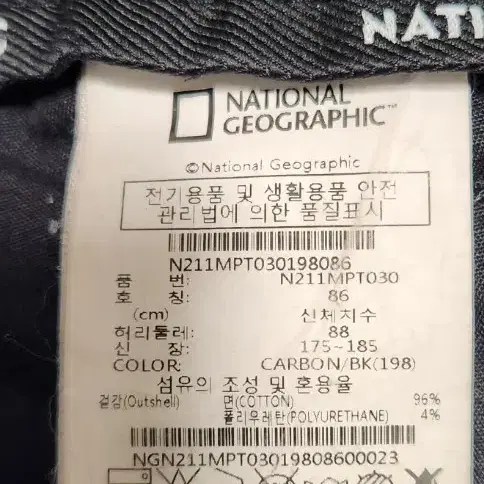 NATI
NATIONAL
GEOGRAPHIC™
©National Geographic
전기용품 및 생활용품 안전
관리법에 의한 품질표시
N211MPT030198086
품 번: N211MPT030
호 칭: 86
(cm) 신체치수
허리둘레: 88
신 장: 175~185
COLOR: CARBON/BK(198)
섬유의 조성 및 혼용율
겉감(Outshell) 면(COTTON) 96%
폴리우레탄(POLYURETHANE) 4%
NGN211MPT03019808600023